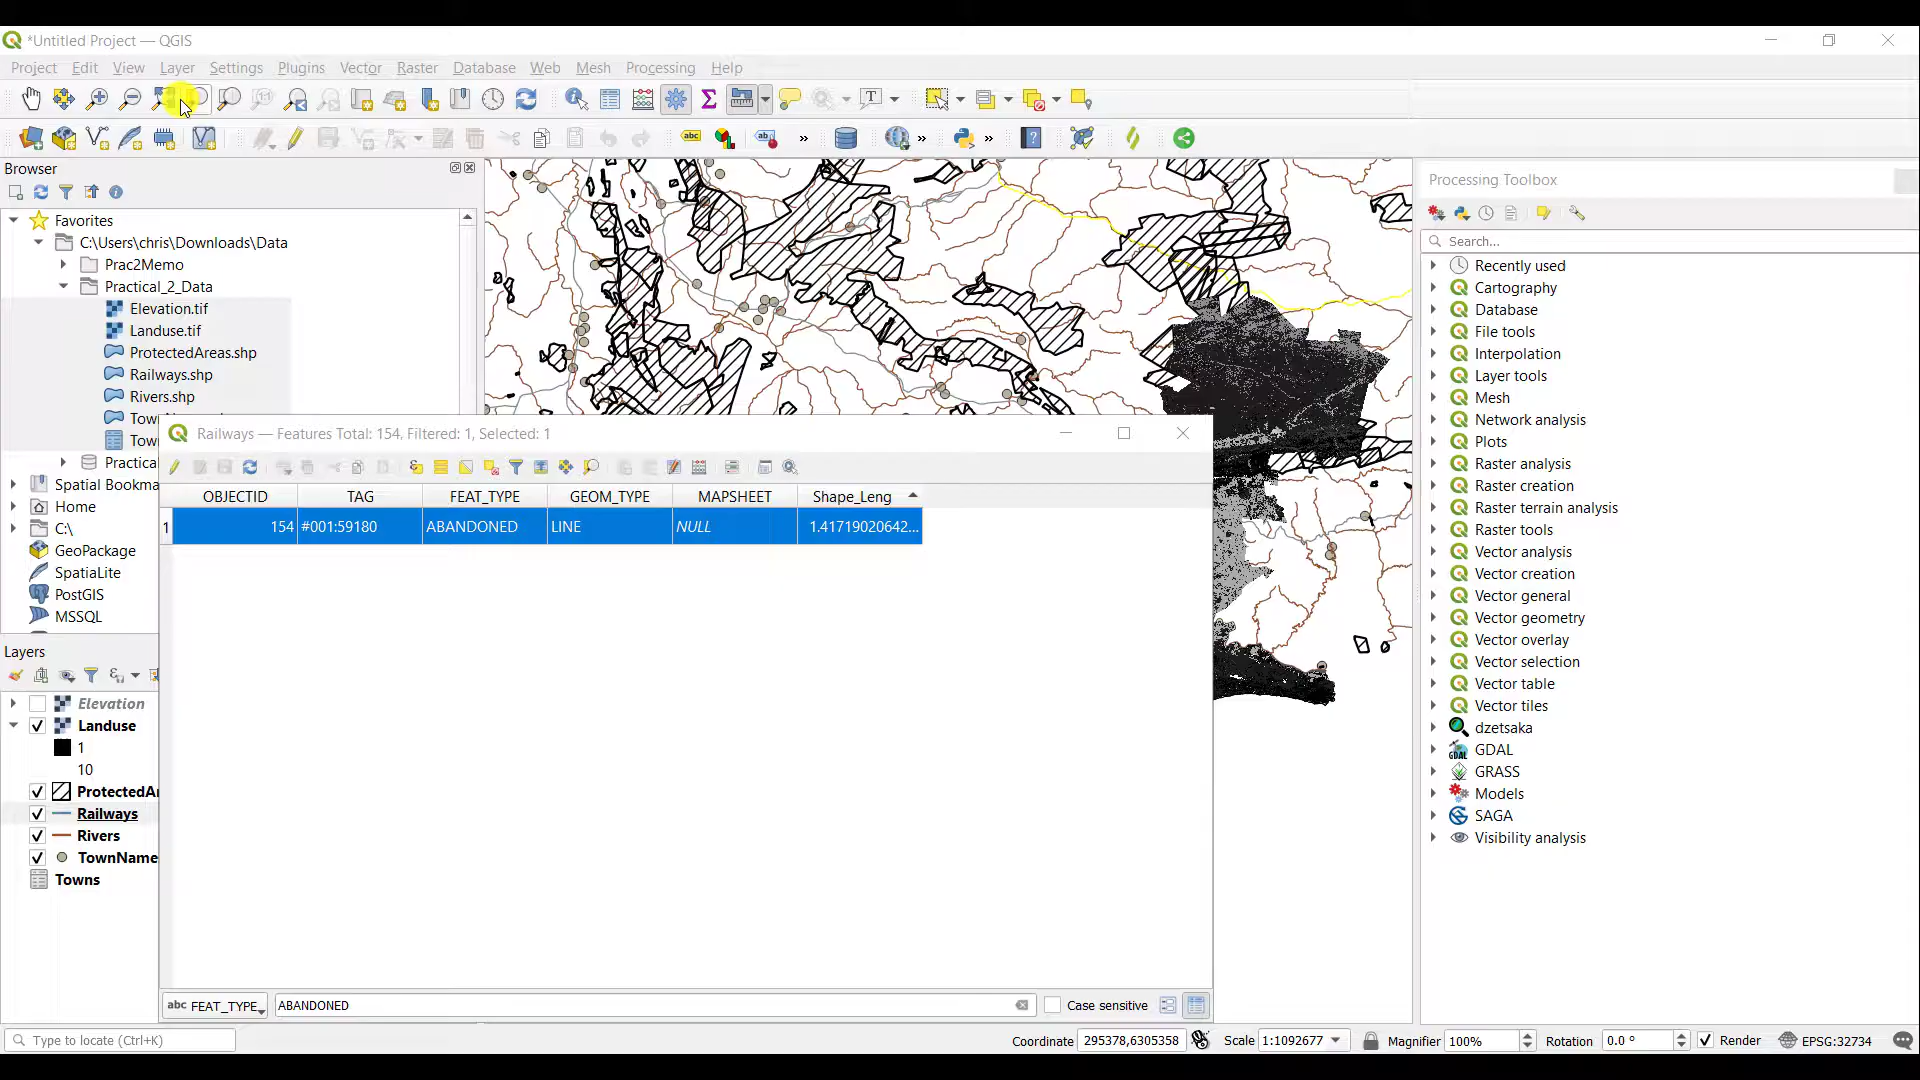 *Untitled Project — QGIS
Project Edit View Layer Settings Plugins Vector Raster Database Web Mesh Processing Help
Browser
Favorites
C:\Users\chris\Downloads\Data
Prac2Memo
Practical_2_Data
Elevation.tif
Landuse.tif
ProtectedAreas.shp
Railways.shp
Rivers.shp
Tow
Tow
Practical
Spatial Bookma
Home
C:\
GeoPackage
SpatiaLite
PostGIS
MSSQL
Layers
Elevation
Landuse
1
10
ProtectedAr
Railways
Rivers
TownName
Towns
Railways — Features Total: 154, Filtered: 1, Selected: 1
OBJECTID TAG FEAT_TYPE GEOM_TYPE MAPSHEET Shape_Leng
1 154 #001:59180 ABANDONED LINE NULL 1.41719020642...
abc FEAT_TYPE ABANDONED Case sensitive
Processing Toolbox
Search...
Recently used
Cartography
Database
File tools
Interpolation
Layer tools
Mesh
Network analysis
Plots
Raster analysis
Raster creation
Raster terrain analysis
Raster tools
Vector analysis
Vector creation
Vector general
Vector geometry
Vector overlay
Vector selection
Vector table
Vector tiles
dzetsaka
GDAL
GRASS
Models
SAGA
Visibility analysis
Type to locate (Ctrl+K) Coordinate 295378,6305358 Scale 1:1092677 Magnifier 100% Rotation 0.0 ° Render EPSG:32734